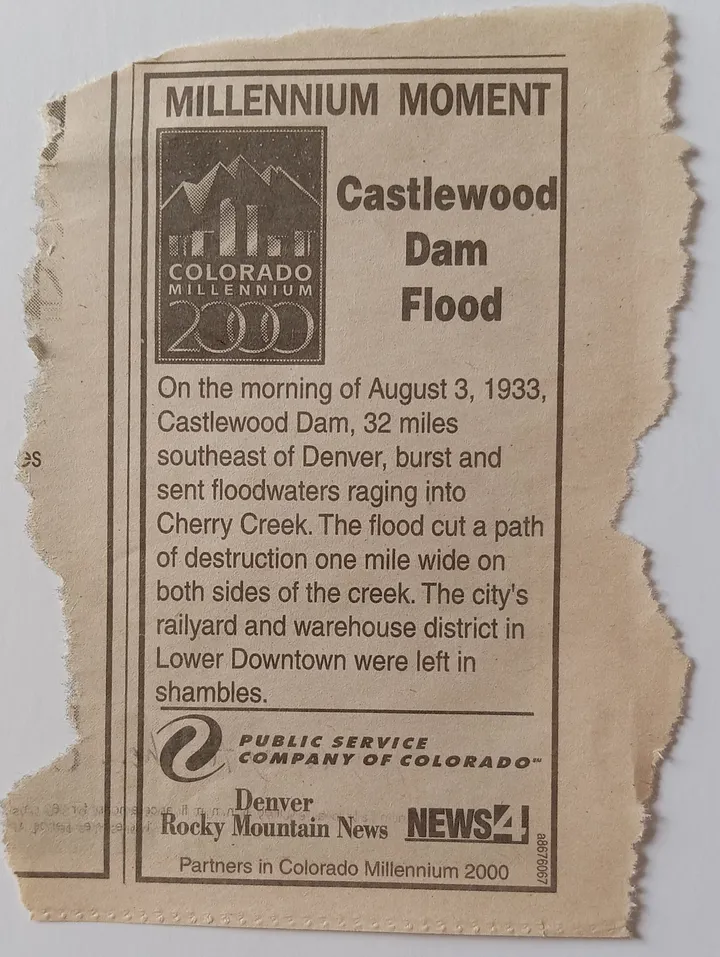 MILLENNIUM MOMENT
COLORADO
MILLENNIUM
2000
Castlewood
Dam
Flood
On the morning of August 3, 1933,
Castlewood Dam, 32 miles
southeast of Denver, burst and
sent floodwaters raging into
Cherry Creek. The flood cut a path
of destruction one mile wide on
both sides of the creek. The city's
railyard and warehouse district in
Lower Downtown were left in
shambles.
PUBLIC SERVICE
COMPANY OF COLORADO℠
Denver
Rocky Mountain News
NEWS4
Partners in Colorado Millennium 2000
a8676067
es